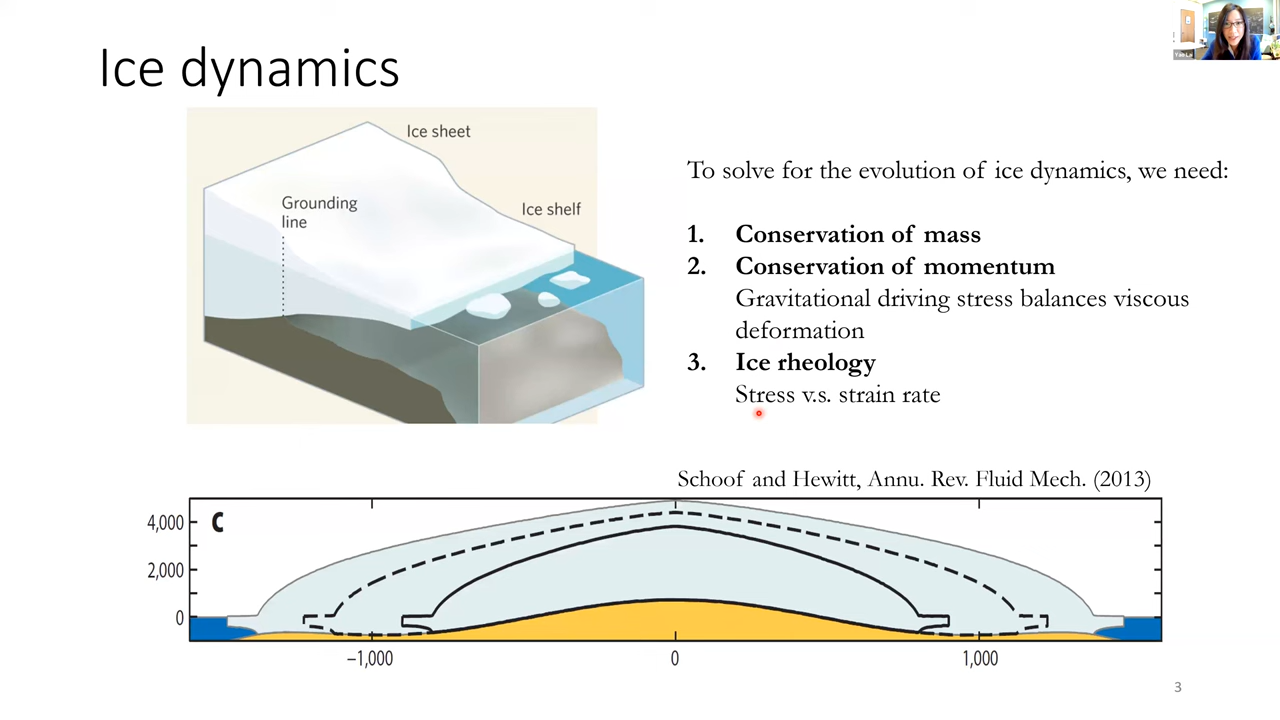 Ice dynamics
Ice sheet
Grounding
line
Ice shelf
To solve for the evolution of ice dynamics, we need:
1. Conservation of mass
2. Conservation of momentum
Gravitational driving stress balances viscous
deformation
3. Ice rheology
Stress v.s. strain rate
Schoof and Hewitt, Annu. Rev. Fluid Mech. (2013)
C
4,000
2,000
0
−1,000 0 1,000
3